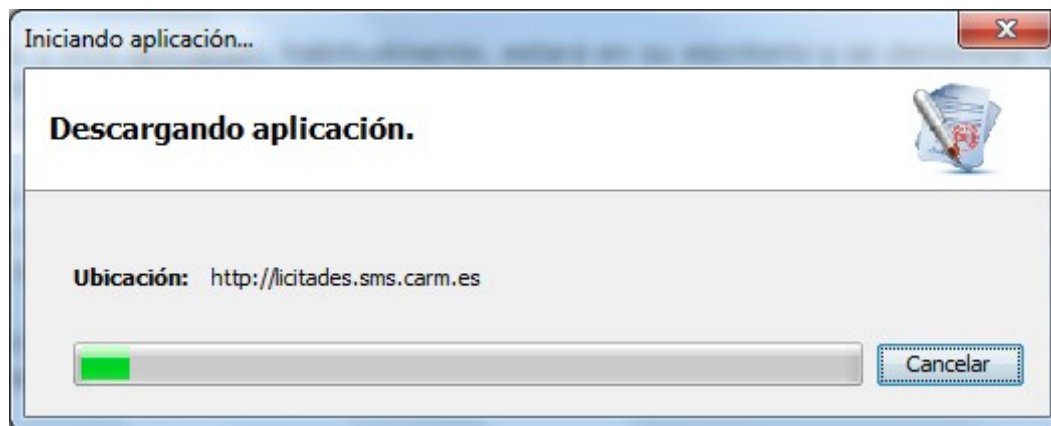 Iniciando aplicación...
Descargando aplicación.
Ubicación: http://licitades.sms.carm.es
Cancelar